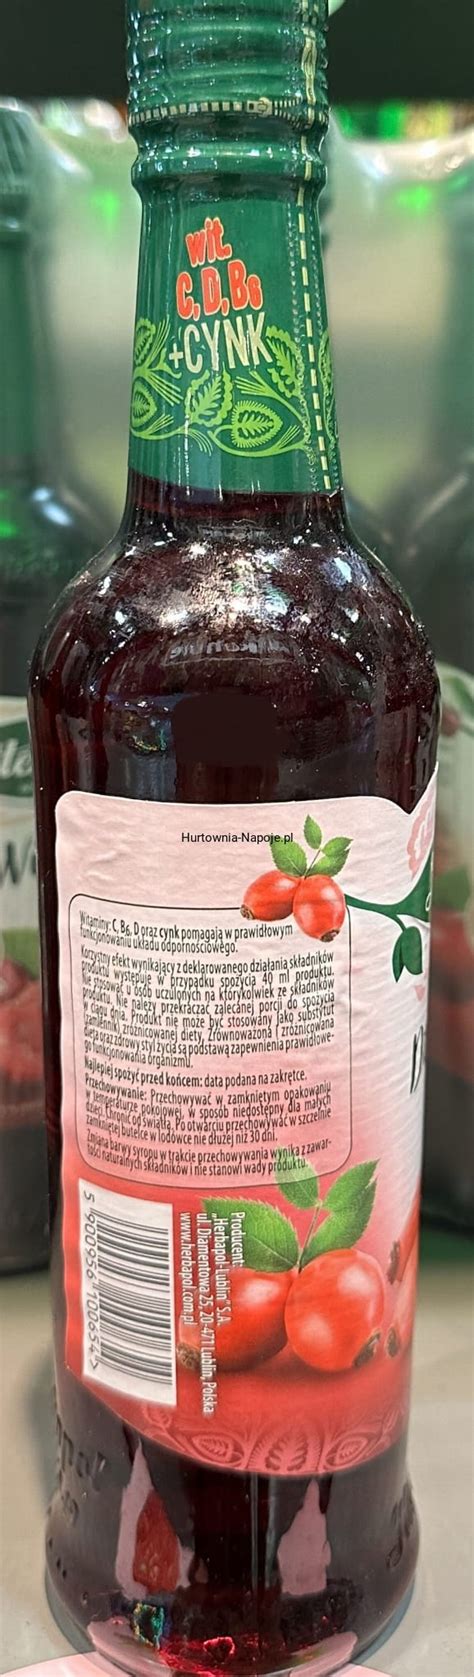 wit.
C, D, B6
+CYNK
Hurtownia-Napoje.pl
Witaminy: C, B6, D oraz cynk pomagają w prawidłowym
funkcjonowaniu układu odpornościowego.
Korzystny efekt wynikający z deklarowanego działania składników
produktu występuje w przypadku spożycia 40 ml produktu.
Nie stosować u osób uczulonych na którykolwiek ze składników
produktu. Nie należy przekraczać zalecanej porcji do spożycia
w ciągu dnia. Produkt nie może być stosowany jako substytut
(zamiennik) zróżnicowanej diety. Zrównoważona i zróżnicowana
dieta oraz zdrowy styl życia są podstawą zapewnienia prawidłowe-
go funkcjonowania organizmu.
Najlepiej spożyć przed końcem: data podana na zakrętce.
Przechowywanie: Przechowywać w zamkniętym opakowaniu
w temperaturze pokojowej, w sposób niedostępny dla małych
dzieci. Chronić od światła. Po otwarciu przechowywać w szczelnie
zamkniętej butelce w lodówce nie dłużej niż 30 dni.
Zmiana barwy syropu w trakcie przechowywania wynika z zawar-
tości naturalnych składników i nie stanowi wady produktu.
Producent:
„Herbapol-Lublin" S.A.
ul. Diamentowa 25, 20-471 Lublin, Polska
www.herbapol.com.pl
5 900956 100654>